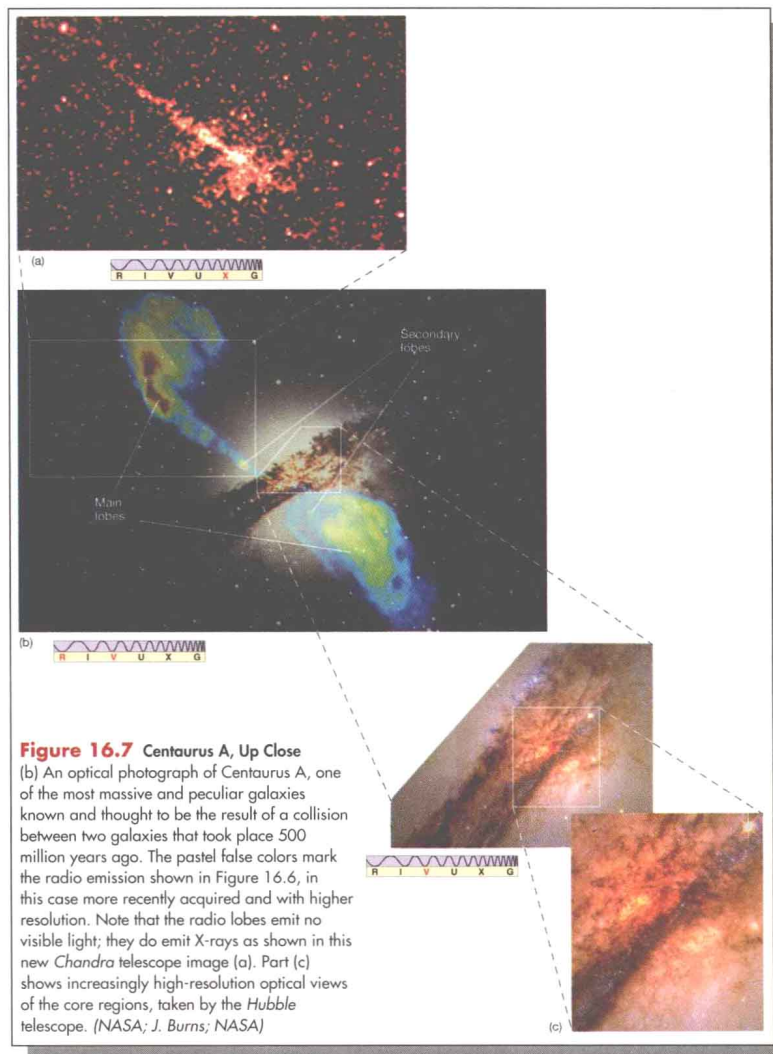 (a)
R I V U X G
Secondary
lobes
Main
lobes
(b)
R I V U X G
Figure 16.7 Centaurus A, Up Close
(b) An optical photograph of Centaurus A, one
of the most massive and peculiar galaxies
known and thought to be the result of a collision
between two galaxies that took place 500
million years ago. The pastel false colors mark
the radio emission shown in Figure 16.6, in
this case more recently acquired and with higher
resolution. Note that the radio lobes emit no
visible light; they do emit X-rays as shown in this
new Chandra telescope image (a). Part (c)
shows increasingly high-resolution optical views
of the core regions, taken by the Hubble
telescope. (NASA; J. Burns; NASA)
R I V U X G
(c)